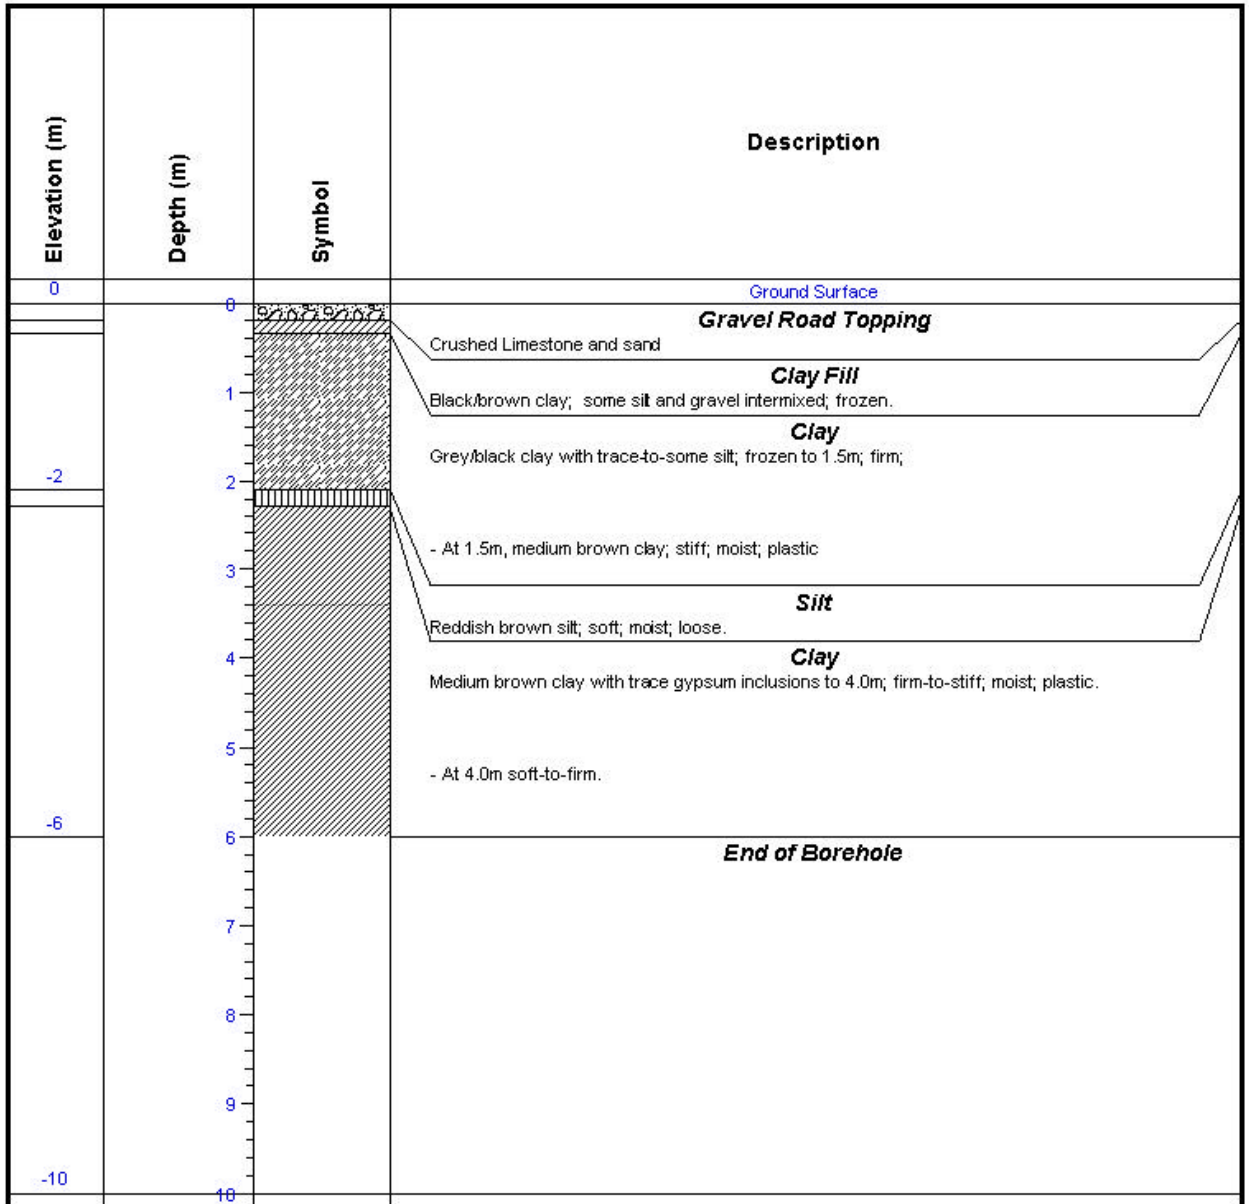 Elevation (m)
Depth (m)
Symbol
Description
0
Ground Surface
0
Gravel Road Topping
Crushed Limestone and sand
Clay Fill
1
Black/brown clay; some silt and gravel intermixed; frozen.
Clay
Grey/black clay with trace-to-some silt; frozen to 1.5m; firm;
-2
2
- At 1.5m, medium brown clay; stiff; moist; plastic
3
Silt
Reddish brown silt; soft; moist; loose.
Clay
4
Medium brown clay with trace gypsum inclusions to 4.0m; firm-to-stiff; moist; plastic.
5
- At 4.0m soft-to-firm.
-6
6
End of Borehole
7
8
9
-10
10